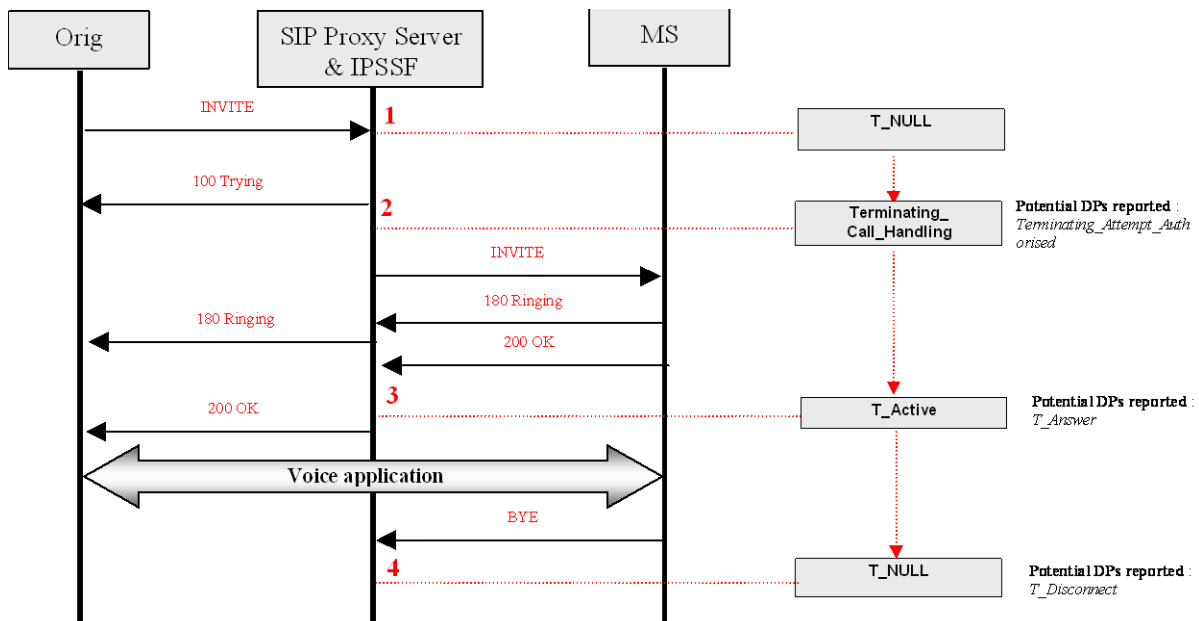 Orig
SIP Proxy Server
& IPSSF
MS
INVITE
1
T_NULL
100 Trying
2
Terminating_
Call_Handling
Potential DPs reported :
Terminating_Attempt_Auth
orised
INVITE
180 Ringing
180 Ringing
200 OK
3
200 OK
T_Active
Potential DPs reported :
T_Answer
Voice application
BYE
4
T_NULL
Potential DPs reported :
T_Disconnect